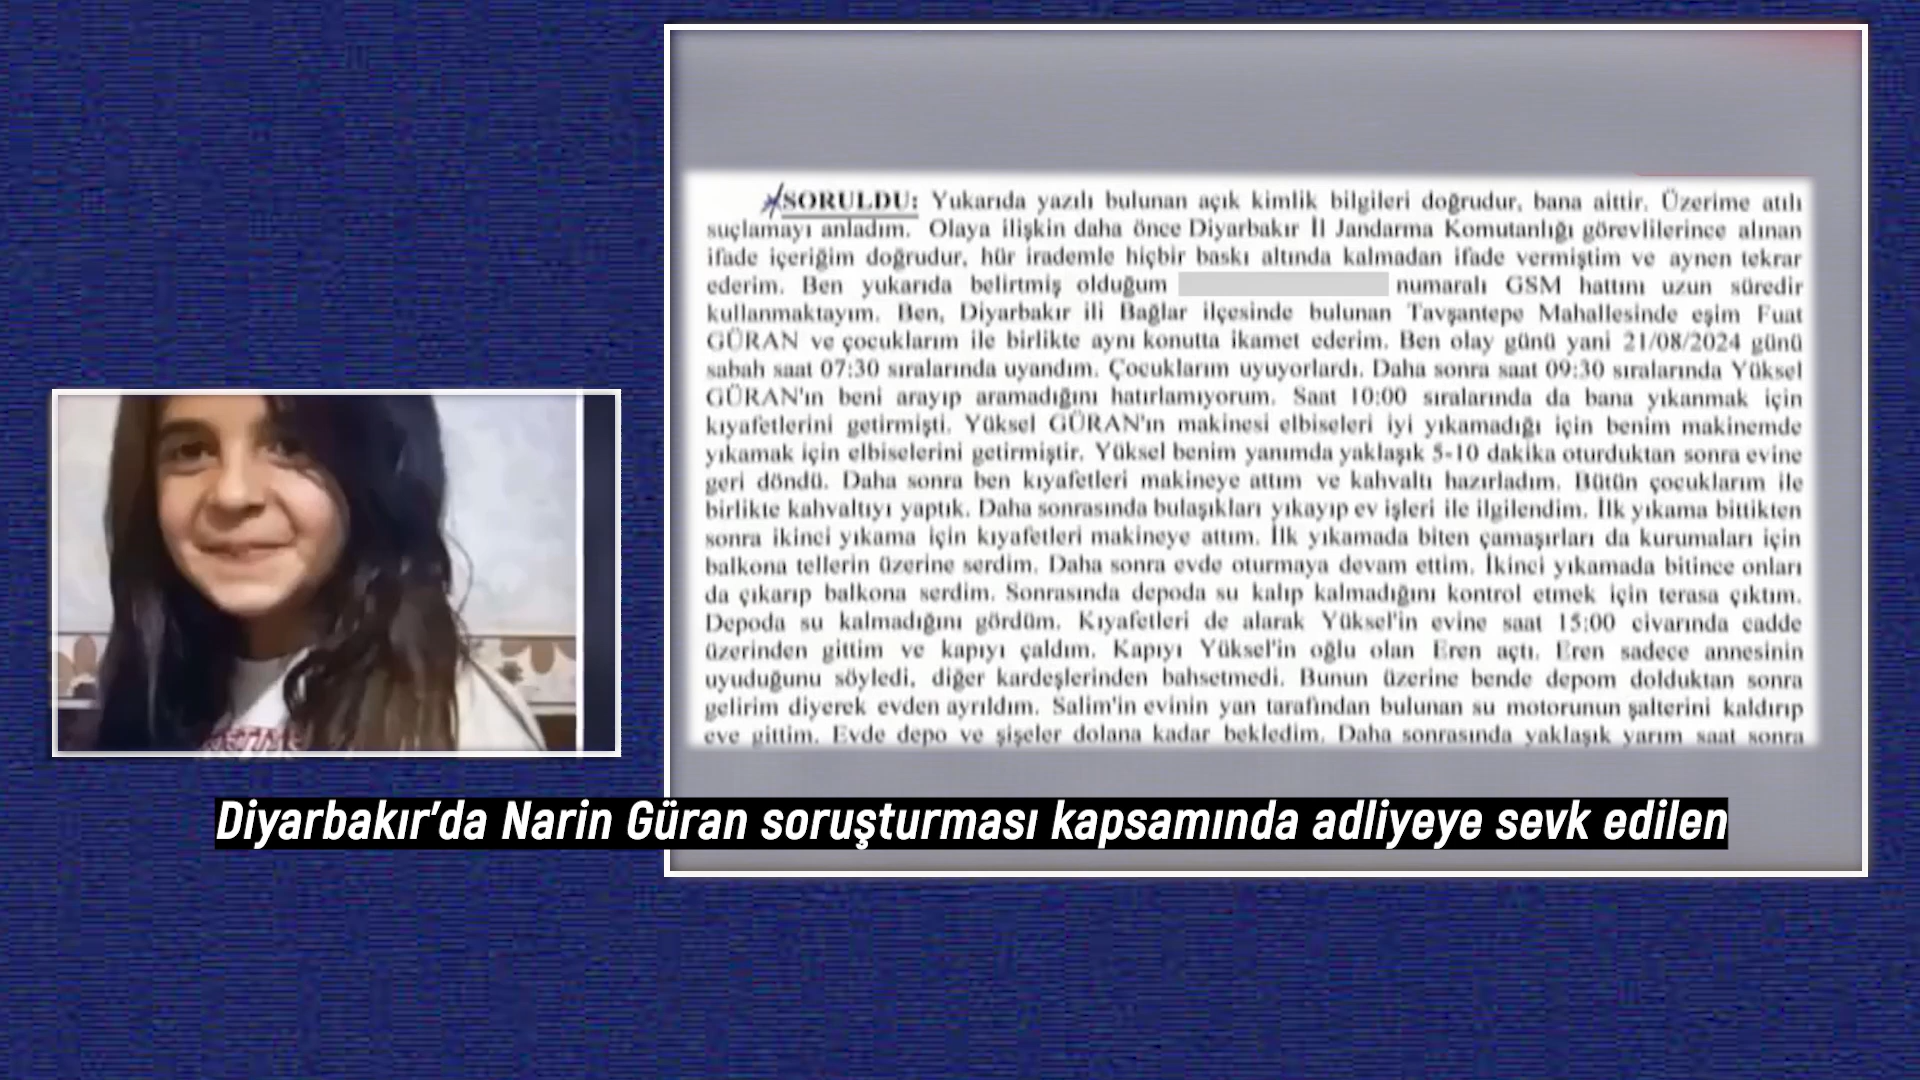 SORULDU: Yukarıda yazılı bulunan açık kimlik bilgileri doğrudur, bana aittir. Üzerime atılı
suçlamayı anladım. Olaya ilişkin daha önce Diyarbakır İl Jandarma Komutanlığı görevlilerince alınan
ifade içeriğim doğrudur, hür irademle hiçbir baskı altında kalmadan ifade vermiştim ve aynen tekrar
ederim. Ben yukarıda belirtmiş olduğum numaralı GSM hattını uzun süredir
kullanmaktayım. Ben, Diyarbakır ili Bağlar ilçesinde bulunan Tavşantepe Mahallesinde eşim Fuat
GÜRAN ve çocuklarım ile birlikte aynı konutta ikamet ederim. Ben olay günü yani 21/08/2024 günü
sabah saat 07:30 sıralarında uyandım. Çocuklarım uyuyorlardı. Daha sonra saat 09:30 sıralarında Yüksel
GÜRAN'ın beni arayıp aramadığını hatırlamıyorum. Saat 10:00 sıralarında da bana yıkanmak için
kıyafetlerini getirmişti. Yüksel GÜRAN'ın makinesi elbiseleri iyi yıkamadığı için benim makinemde
yıkamak için elbiselerini getirmiştir. Yüksel benim yanımda yaklaşık 5-10 dakika oturduktan sonra evine
geri döndü. Daha sonra ben kıyafetleri makineye attım ve kahvaltı hazırladım. Bütün çocuklarım ile
birlikte kahvaltıyı yaptık. Daha sonrasında bulaşıkları yıkayıp ev işleri ile ilgilendim. İlk yıkama bittikten
sonra ikinci yıkama için kıyafetleri makineye attım. İlk yıkamada biten çamaşırları da kurumaları için
balkona tellerin üzerine serdim. Daha sonra evde oturmaya devam ettim. İkinci yıkamada bitince onları
da çıkarıp balkona serdim. Sonrasında depoda su kalıp kalmadığını kontrol etmek için terasa çıktım.
Depoda su kalmadığını gördüm. Kıyafetleri de alarak Yüksel'in evine saat 15:00 civarında cadde
üzerinden gittim ve kapıyı çaldım. Kapıyı Yüksel'in oğlu olan Eren açtı. Eren sadece annesinin
uyuduğunu söyledi, diğer kardeşlerinden bahsetmedi. Bunun üzerine bende depom dolduktan sonra
gelirim diyerek evden ayrıldım. Salim'in evinin yan tarafından bulunan su motorunun şalterini kaldırıp
eve gittim. Evde depo ve şişeler dolana kadar bekledim. Daha sonrasında yaklaşık yarım saat sonra
Diyarbakır'da Narin Güran soruşturması kapsamında adliyeye sevk edilen